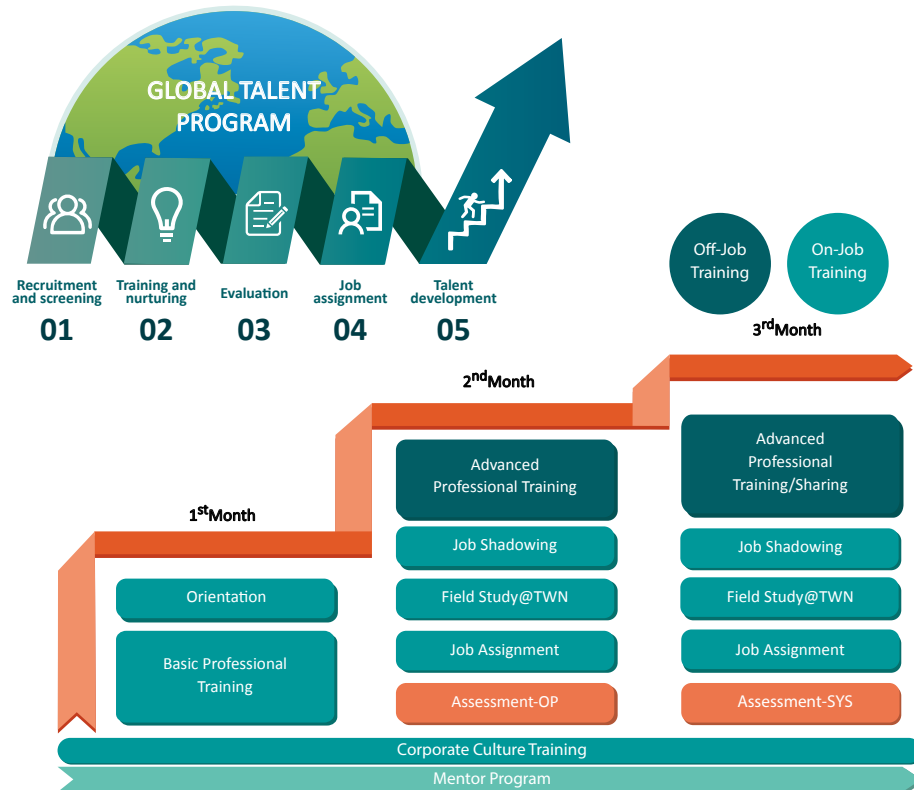 GLOBAL TALENT
PROGRAM
Recruitment
and screening
01
Training and
nurturing
02
Evaluation
03
Job
assignment
04
Talent
development
05
Off-Job
Training
On-Job
Training
1stMonth
Orientation
Basic Professional
Training
2ndMonth
Advanced
Professional Training
Job Shadowing
Field Study@TWN
Job Assignment
Assessment-OP
3rdMonth
Advanced
Professional
Training/Sharing
Job Shadowing
Field Study@TWN
Job Assignment
Assessment-SYS
Corporate Culture Training
Mentor Program